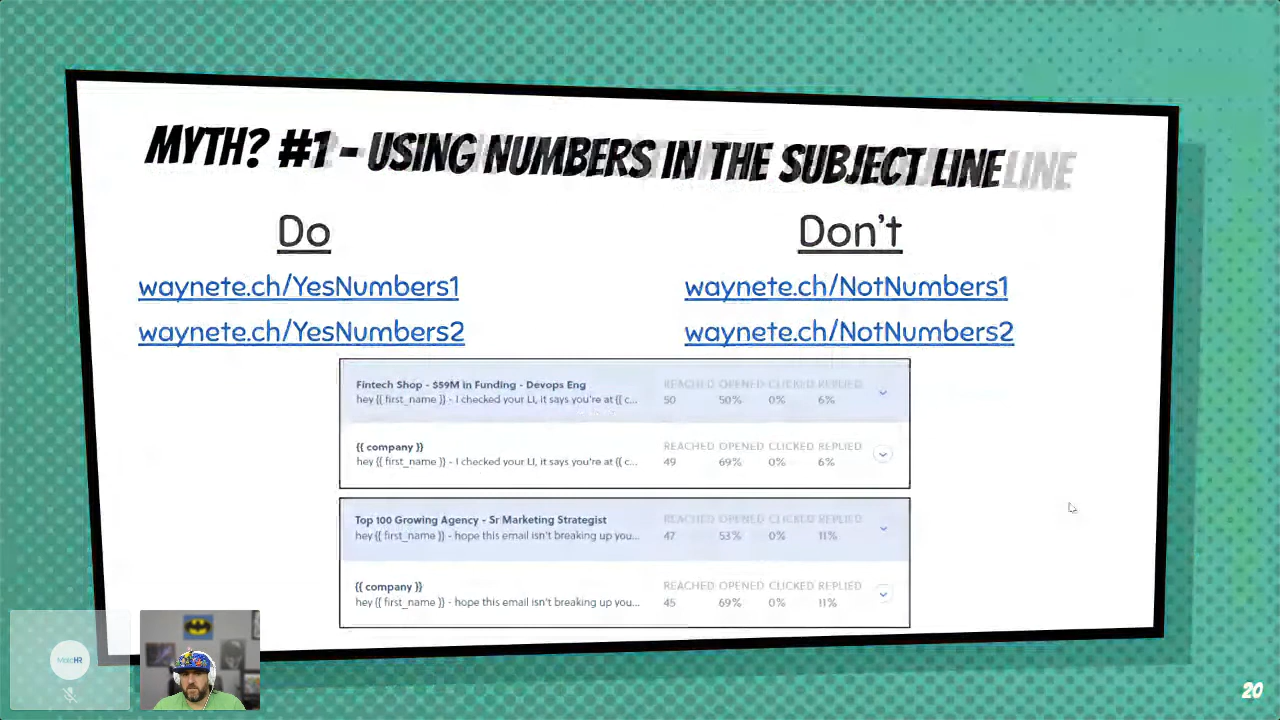 MYTH? #1 - USING NUMBERS IN THE SUBJECT LINE
Do
Don't
waynete.ch/YesNumbers1
waynete.ch/NotNumbers1
waynete.ch/YesNumbers2
waynete.ch/NotNumbers2
Fintech Shop - $59M in Funding - Devops Eng REACHED OPENED CLICKED REPLIED
hey {{ first_name }} - I checked your LI, it says you're at {{ c... 50 50% 0% 6%
{{ company }} REACHED OPENED CLICKED REPLIED
hey {{ first_name }} - I checked your LI, it says you're at {{ c... 49 69% 0% 6%
Top 100 Growing Agency - Sr Marketing Strategist REACHED OPENED CLICKED REPLIED
hey {{ first_name }} - hope this email isn't breaking up you... 47 53% 0% 11%
{{ company }} REACHED OPENED CLICKED REPLIED
hey {{ first_name }} - hope this email isn't breaking up you... 45 69% 0% 11%
20